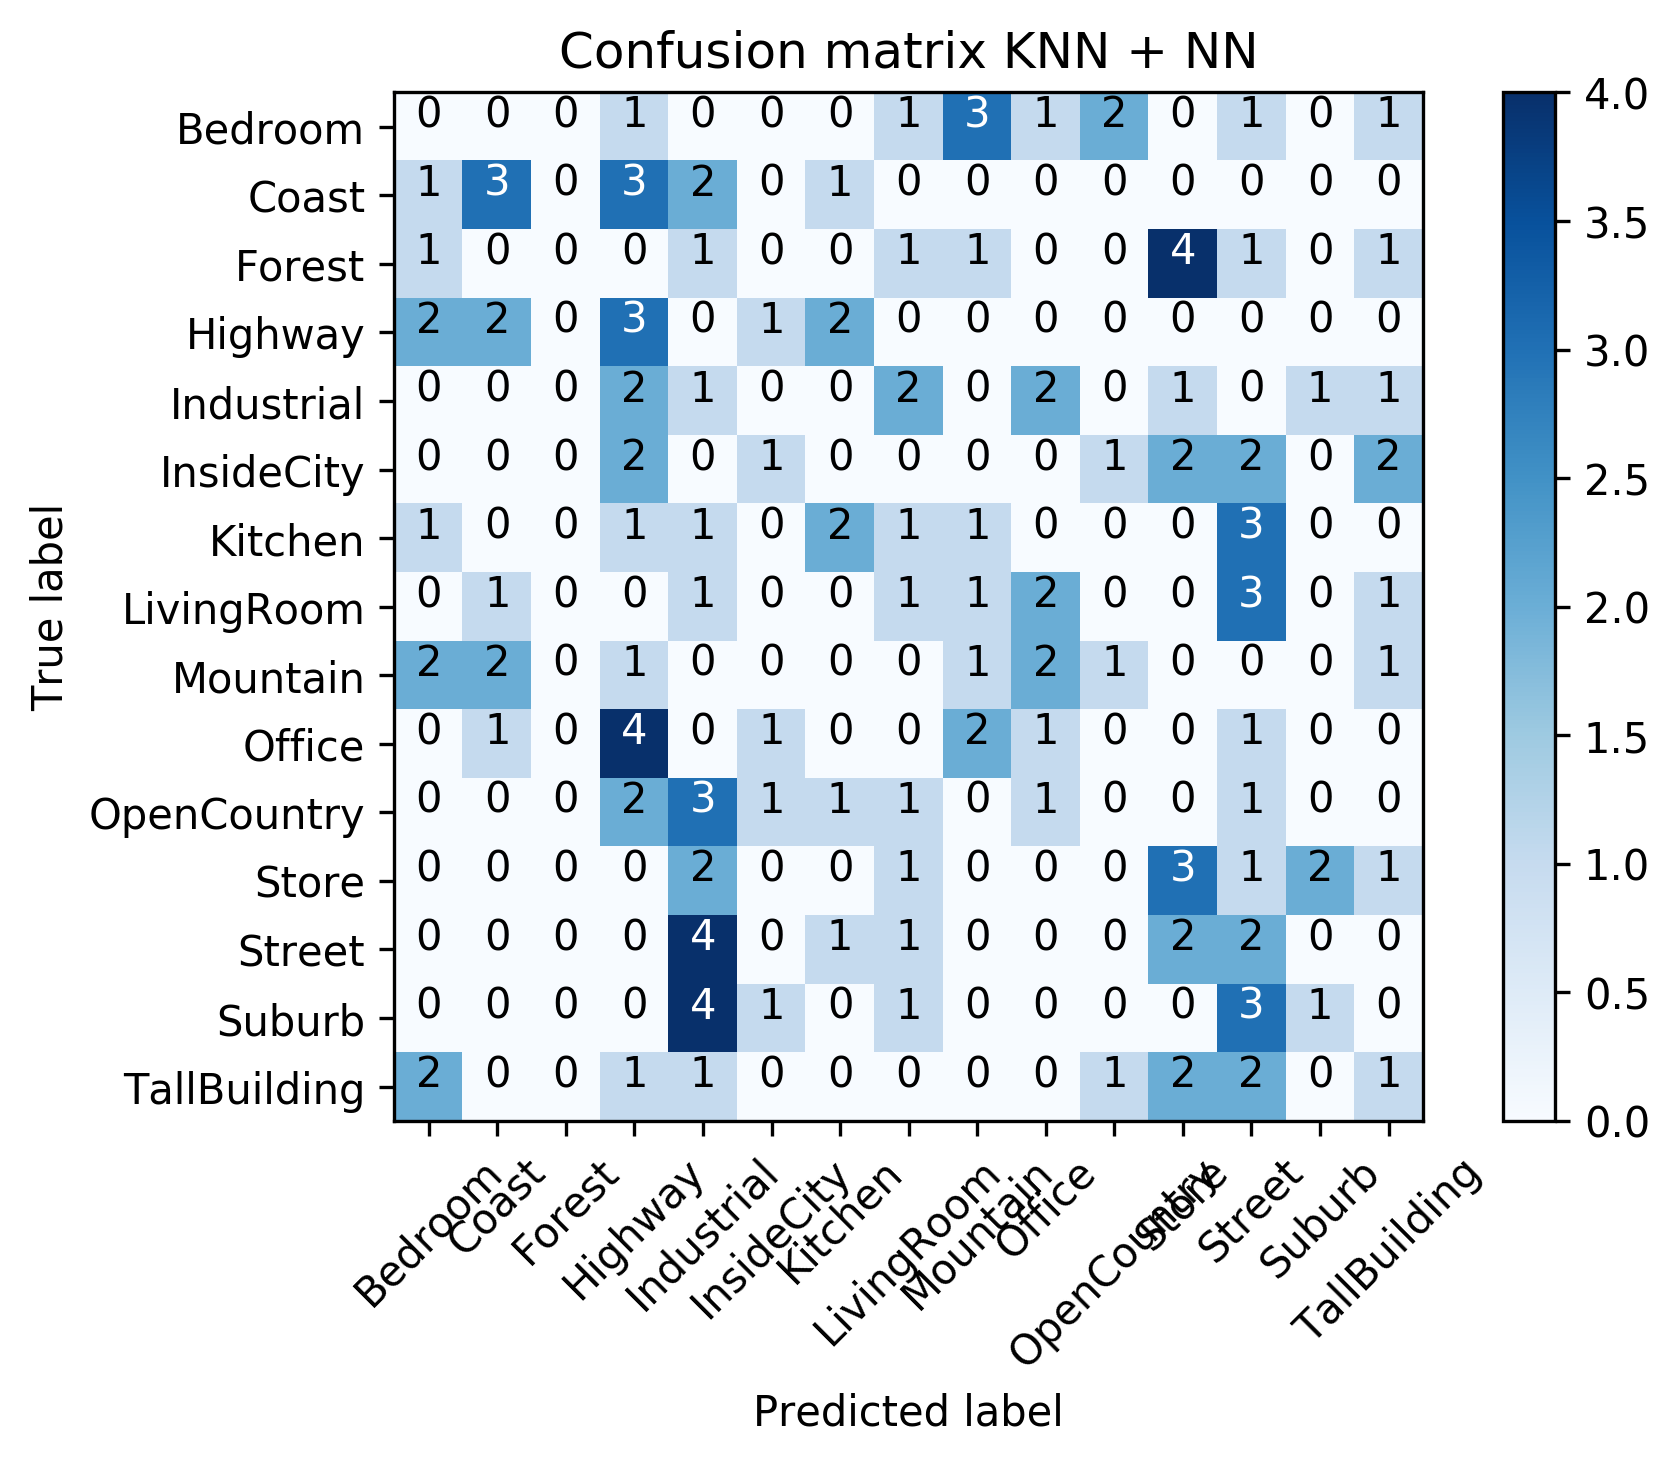 Confusion matrix KNN + NN
True label
Bedroom 0 0 0 1 0 0 0 1 3 1 2 0 1 0 1
Coast 1 3 0 3 2 0 1 0 0 0 0 0 0 0 0
Forest 1 0 0 0 1 0 0 1 1 0 0 4 1 0 1
Highway 2 2 0 3 0 1 2 0 0 0 0 0 0 0 0
Industrial 0 0 0 2 1 0 0 2 0 2 0 1 0 1 1
InsideCity 0 0 0 2 0 1 0 0 0 0 1 2 2 0 2
Kitchen 1 0 0 1 1 0 2 1 1 0 0 0 3 0 0
LivingRoom 0 1 0 0 1 0 0 1 1 2 0 0 3 0 1
Mountain 2 2 0 1 0 0 0 0 1 2 1 0 0 0 1
Office 0 1 0 4 0 1 0 0 2 1 0 0 1 0 0
OpenCountry 0 0 0 2 3 1 1 1 0 1 0 0 1 0 0
Store 0 0 0 0 2 0 0 1 0 0 0 3 1 2 1
Street 0 0 0 0 4 0 1 1 0 0 0 2 2 0 0
Suburb 0 0 0 0 4 1 0 1 0 0 0 0 3 1 0
TallBuilding 2 0 0 1 1 0 0 0 0 0 1 2 2 0 1
Bedroom
Coast
Forest
Highway
Industrial
InsideCity
Kitchen
LivingRoom
Mountain
Office
OpenCountry
Store
Street
Suburb
TallBuilding
Predicted label
4.0
3.5
3.0
2.5
2.0
1.5
1.0
0.5
0.0